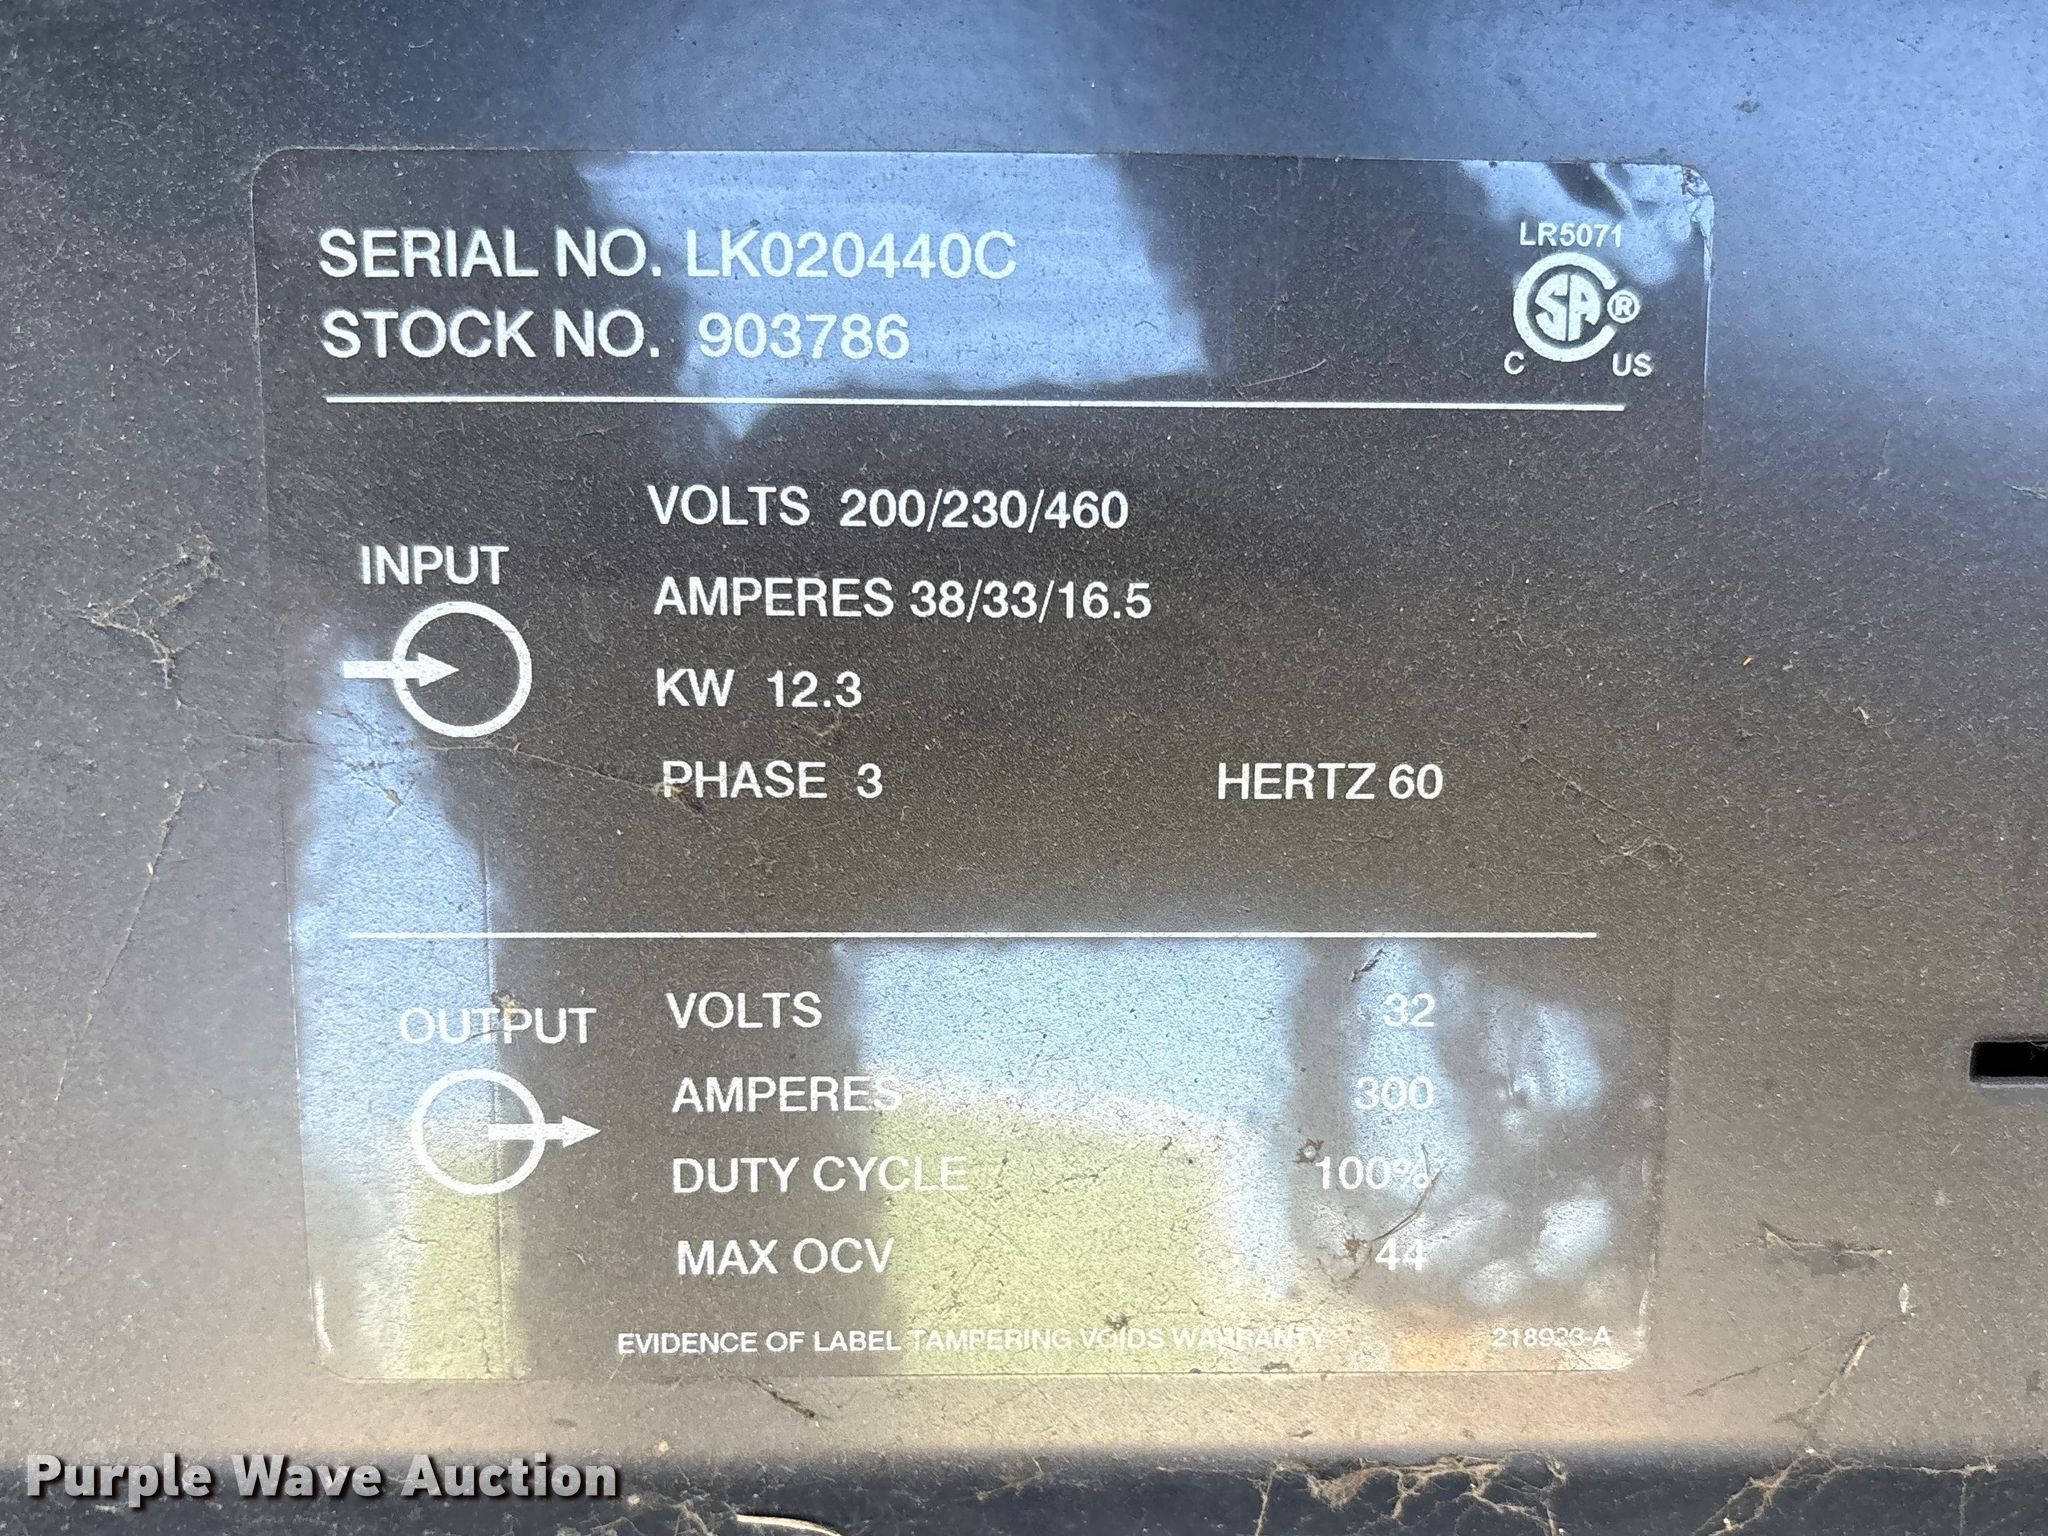 SERIAL NO. LK020440C
STOCK NO. 903786
LR5071
CSA ®
C US
VOLTS 200/230/460
INPUT
AMPERES 38/33/16.5
KW 12.3
PHASE 3 HERTZ 60
OUTPUT
VOLTS 32
AMPERES 300
DUTY CYCLE 100%
MAX OCV 44
EVIDENCE OF LABEL TAMPERING VOIDS WARRANTY 218923-A
Purple Wave Auction